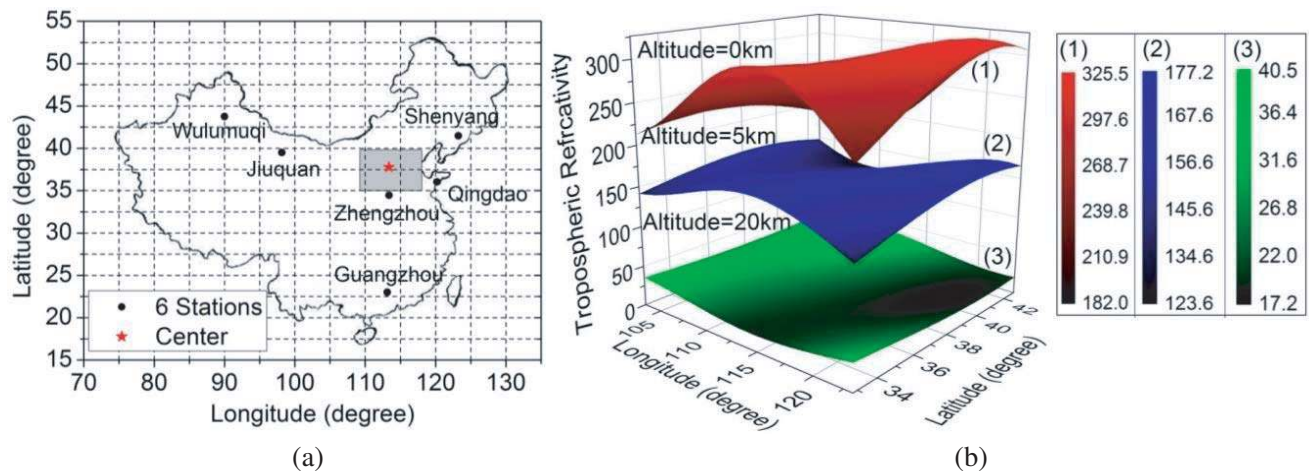 55
50
45
40
35
30
25
20
15
Latitude (degree)
Wulumuqi
Jiuquan
Shenyang
Qingdao
Zhengzhou
Guangzhou
6 Stations
Center
70 80 90 100 110 120 130
Longitude (degree)
(a)
300
250
200
150
100
50
0
Tropospheric Refrcativity
Altitude=0km
(1)
Altitude=5km
(2)
Altitude=20km
(3)
105 110 115 120
Longitude (degree)
34 36 38 40 42
Latitude (degree)
(1)
325.5
297.6
268.7
239.8
210.9
182.0
(2)
177.2
167.6
156.6
145.6
134.6
123.6
(3)
40.5
36.4
31.6
26.8
22.0
17.2
(b)